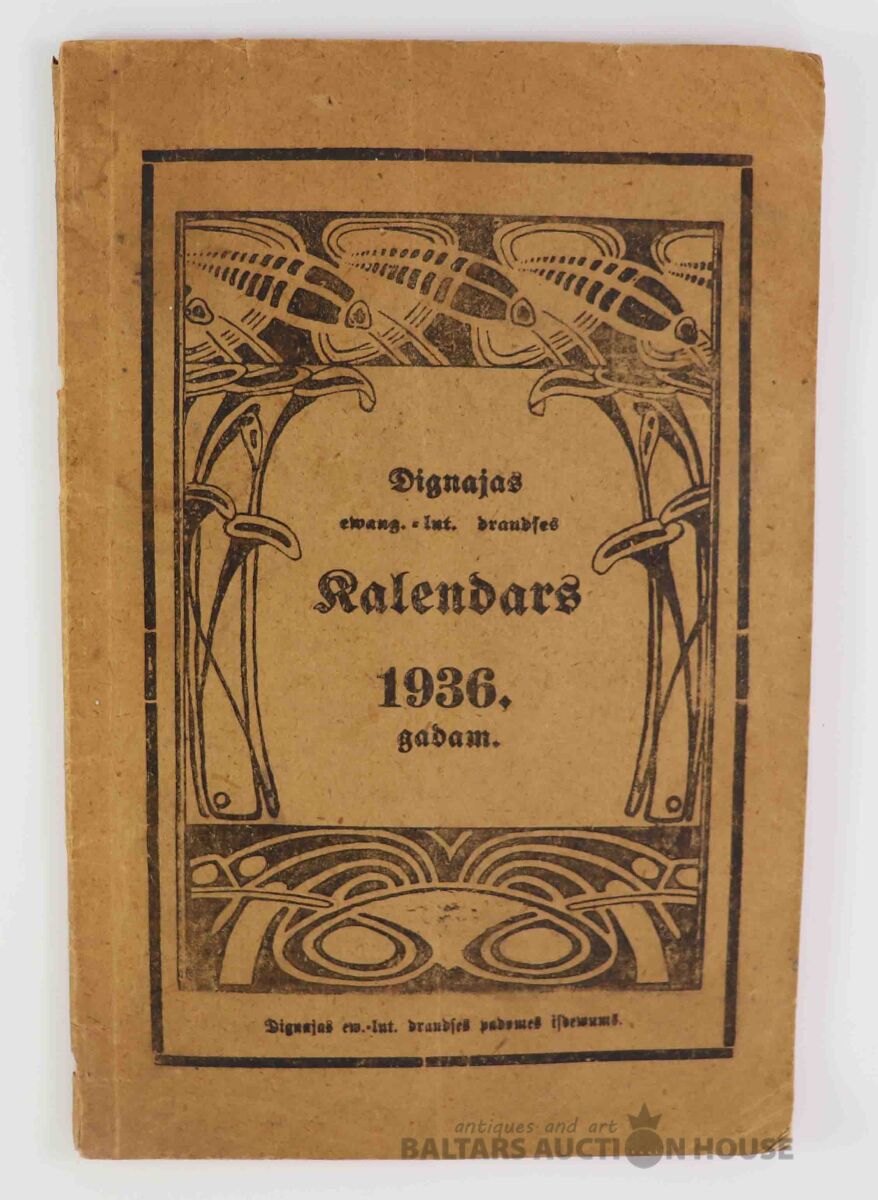 Dignajas
ewang.-lut. draudſes
Kalendars
1936.
gadam.
Dignajas ew.-lut. draudſes padomes iſdewums.
antiques and art
BALTARS AUCTION HOUSE